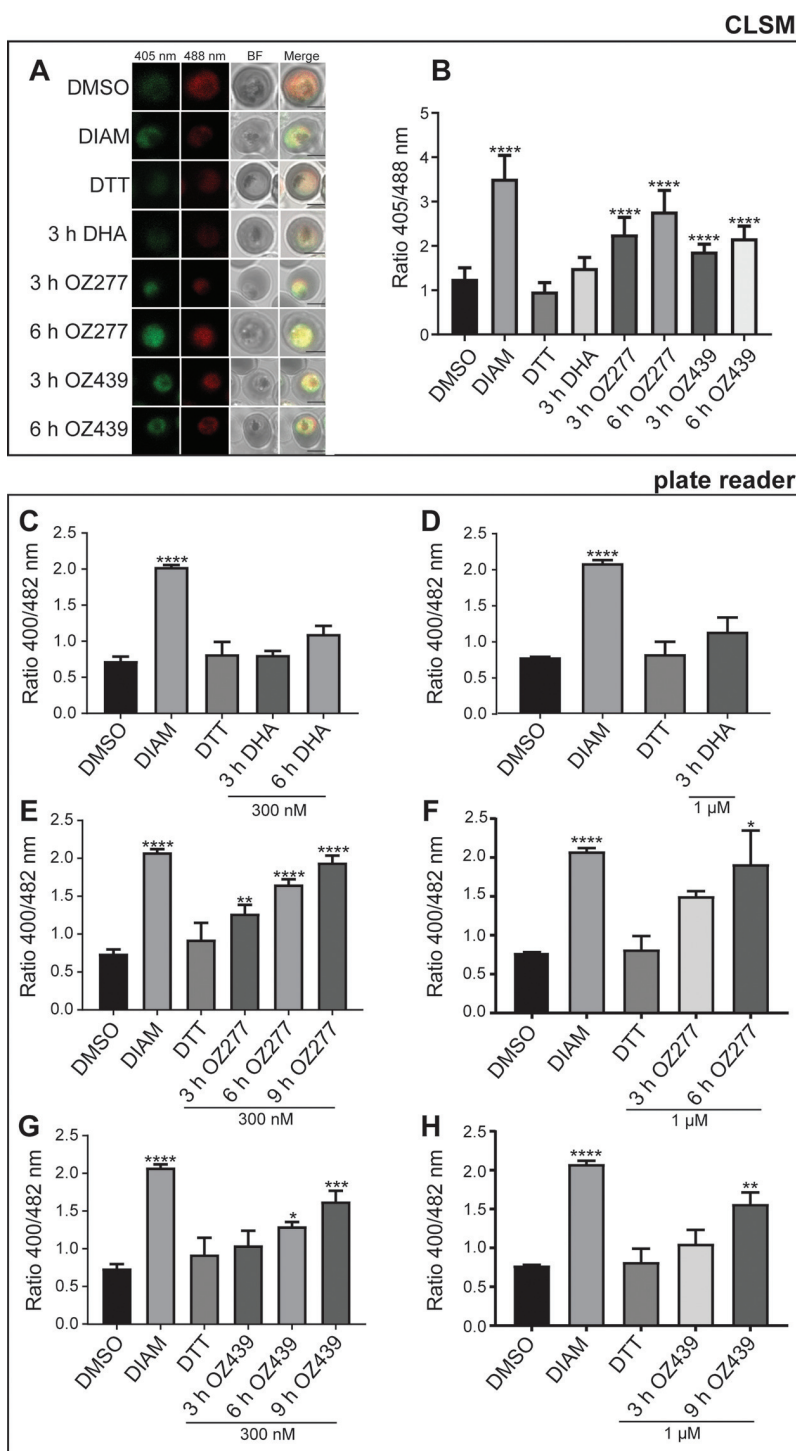 CLSM
A
405 nm 488 nm BF Merge
DMSO
DIAM
DTT
3 h DHA
3 h OZ277
6 h OZ277
3 h OZ439
6 h OZ439
B
Ratio 405/488 nm
5
4
3
2
1
0
**** **** **** **** ****
DMSO DIAM DTT 3 h DHA 3 h OZ277 6 h OZ277 3 h OZ439 6 h OZ439
plate reader
C
Ratio 400/482 nm
2.5
2.0
1.5
1.0
0.5
0.0
****
DMSO DIAM DTT 3 h DHA 6 h DHA
300 nM
D
Ratio 400/482 nm
2.5
2.0
1.5
1.0
0.5
0.0
****
DMSO DIAM DTT 3 h DHA
1 µM
E
Ratio 400/482 nm
2.5
2.0
1.5
1.0
0.5
0.0
**** ** **** ****
DMSO DIAM DTT 3 h OZ277 6 h OZ277 9 h OZ277
300 nM
F
Ratio 400/482 nm
2.5
2.0
1.5
1.0
0.5
0.0
**** *
DMSO DIAM DTT 3 h OZ277 6 h OZ277
1 µM
G
Ratio 400/482 nm
2.5
2.0
1.5
1.0
0.5
0.0
**** * ***
DMSO DIAM DTT 3 h OZ439 6 h OZ439 9 h OZ439
300 nM
H
Ratio 400/482 nm
2.5
2.0
1.5
1.0
0.5
0.0
**** **
DMSO DIAM DTT 3 h OZ439 9 h OZ439
1 µM